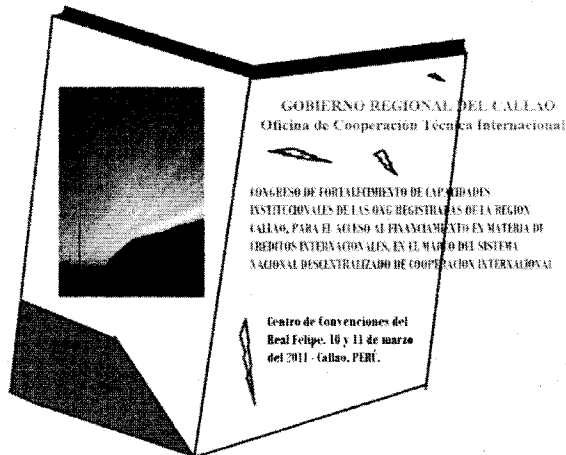 GOBIERNO REGIONAL DEL CALLAO
Oficina de Cooperación Técnica Internacional
CONGRESO DE FORTALECIMIENTO DE CAPACIDADES
INSTITUCIONALES DE LAS ONG REGISTRADAS DE LA REGION
CALLAO, PARA EL ACCESO AL FINANCIAMIENTO EN MATERIA DE
CREDITOS INTERNACIONALES, EN EL MARCO DEL SISTEMA
NACIONAL DESCENTRALIZADO DE COOPERACION INTERNACIONAL
Centro de Convenciones del
Real Felipe. 10 y 11 de marzo
del 2011 - Callao, PERÚ.